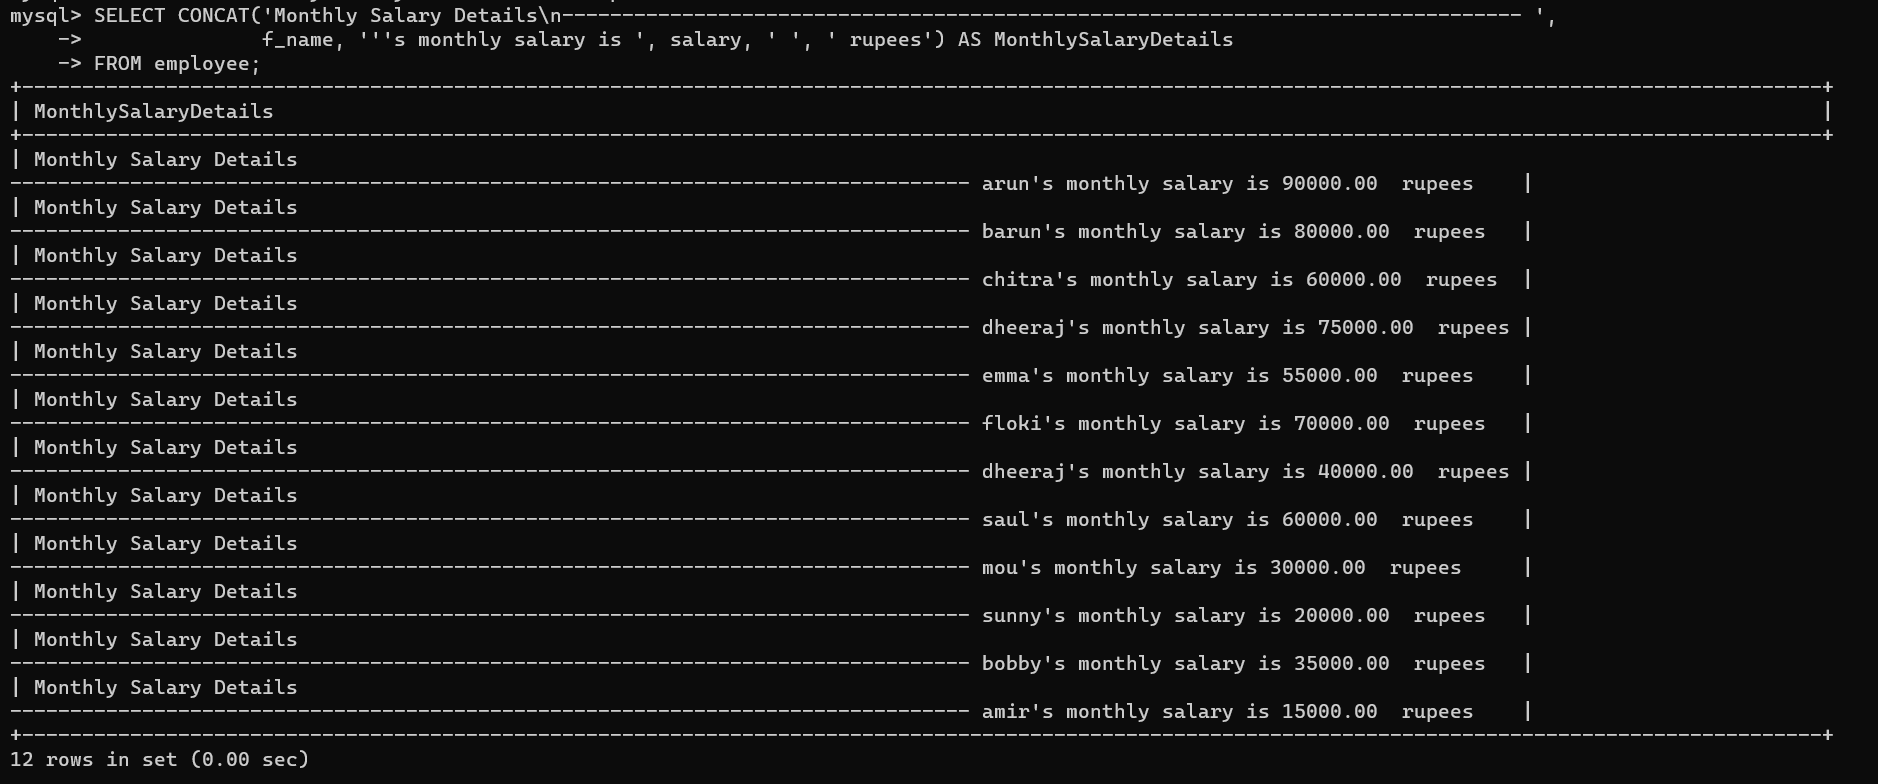 mysql> SELECT CONCAT('Monthly Salary Details\n-------------------------------------------------------------------------------- ',
    ->               f_name, '''s monthly salary is ', salary, ' ', ' rupees') AS MonthlySalaryDetails
    -> FROM employee;
+------------------------------------------------------------------------------------------------------------------------------------------------------+
| MonthlySalaryDetails                                                                                                                                 |
+------------------------------------------------------------------------------------------------------------------------------------------------------+
| Monthly Salary Details
-------------------------------------------------------------------------------- arun's monthly salary is 90000.00  rupees    |
| Monthly Salary Details
-------------------------------------------------------------------------------- barun's monthly salary is 80000.00  rupees   |
| Monthly Salary Details
-------------------------------------------------------------------------------- chitra's monthly salary is 60000.00  rupees  |
| Monthly Salary Details
-------------------------------------------------------------------------------- dheeraj's monthly salary is 75000.00  rupees |
| Monthly Salary Details
-------------------------------------------------------------------------------- emma's monthly salary is 55000.00  rupees    |
| Monthly Salary Details
-------------------------------------------------------------------------------- floki's monthly salary is 70000.00  rupees   |
| Monthly Salary Details
-------------------------------------------------------------------------------- dheeraj's monthly salary is 40000.00  rupees |
| Monthly Salary Details
-------------------------------------------------------------------------------- saul's monthly salary is 60000.00  rupees    |
| Monthly Salary Details
-------------------------------------------------------------------------------- mou's monthly salary is 30000.00  rupees     |
| Monthly Salary Details
-------------------------------------------------------------------------------- sunny's monthly salary is 20000.00  rupees   |
| Monthly Salary Details
-------------------------------------------------------------------------------- bobby's monthly salary is 35000.00  rupees   |
| Monthly Salary Details
-------------------------------------------------------------------------------- amir's monthly salary is 15000.00  rupees    |
+------------------------------------------------------------------------------------------------------------------------------------------------------+
12 rows in set (0.00 sec)